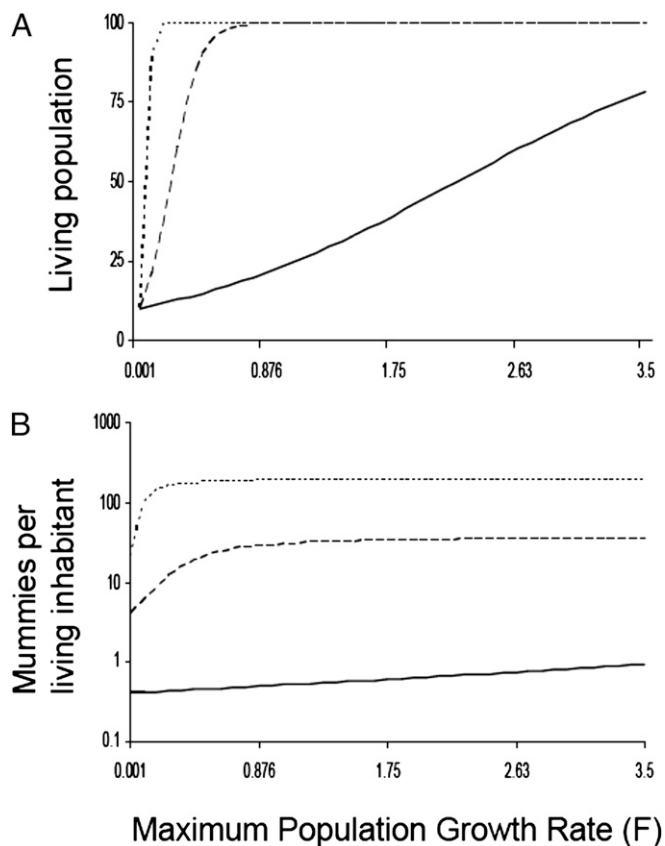 A
Living population
100
75
50
25
0
0.001 0.876 1.75 2.63 3.5
B
Mummies per
living inhabitant
1000
100
10
1
0.1
0.001 0.876 1.75 2.63 3.5
Maximum Population Growth Rate (F)